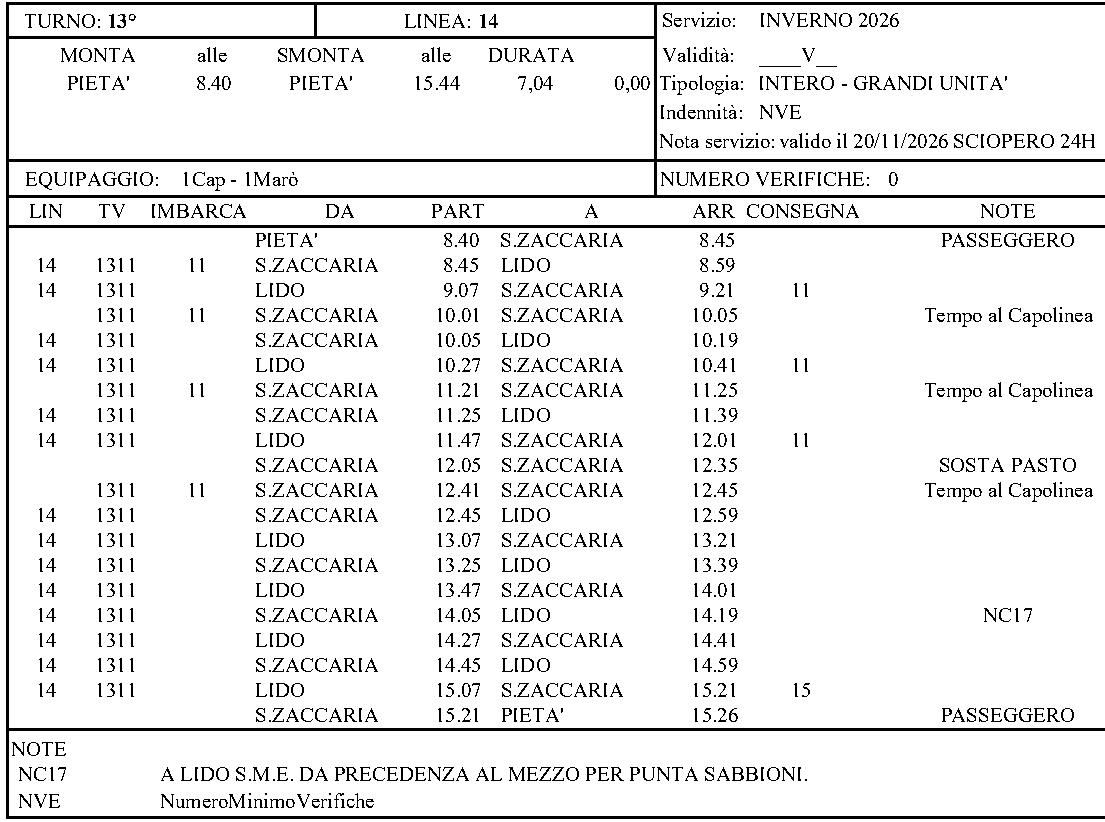 TURNO: 13° LINEA: 14 Servizio: INVERNO 2026
MONTA alle SMONTA alle DURATA Validità: ____V__
PIETA' 8.40 PIETA' 15.44 7,04 0,00 Tipologia: INTERO - GRANDI UNITA'
Indennità: NVE
Nota servizio: valido il 20/11/2026 SCIOPERO 24H
EQUIPAGGIO: 1Cap - 1Marò NUMERO VERIFICHE: 0
LIN TV IMBARCA DA PART A ARR CONSEGNA NOTE
PIETA' 8.40 S.ZACCARIA 8.45 PASSEGGERO
14 1311 11 S.ZACCARIA 8.45 LIDO 8.59
14 1311 LIDO 9.07 S.ZACCARIA 9.21 11
1311 11 S.ZACCARIA 10.01 S.ZACCARIA 10.05 Tempo al Capolinea
14 1311 S.ZACCARIA 10.05 LIDO 10.19
14 1311 LIDO 10.27 S.ZACCARIA 10.41 11
1311 11 S.ZACCARIA 11.21 S.ZACCARIA 11.25 Tempo al Capolinea
14 1311 S.ZACCARIA 11.25 LIDO 11.39
14 1311 LIDO 11.47 S.ZACCARIA 12.01 11
S.ZACCARIA 12.05 S.ZACCARIA 12.35 SOSTA PASTO
1311 11 S.ZACCARIA 12.41 S.ZACCARIA 12.45 Tempo al Capolinea
14 1311 S.ZACCARIA 12.45 LIDO 12.59
14 1311 LIDO 13.07 S.ZACCARIA 13.21
14 1311 S.ZACCARIA 13.25 LIDO 13.39
14 1311 LIDO 13.47 S.ZACCARIA 14.01
14 1311 S.ZACCARIA 14.05 LIDO 14.19 NC17
14 1311 LIDO 14.27 S.ZACCARIA 14.41
14 1311 S.ZACCARIA 14.45 LIDO 14.59
14 1311 LIDO 15.07 S.ZACCARIA 15.21 15
S.ZACCARIA 15.21 PIETA' 15.26 PASSEGGERO
NOTE
NC17 A LIDO S.M.E. DA PRECEDENZA AL MEZZO PER PUNTA SABBIONI.
NVE NumeroMinimoVerifiche